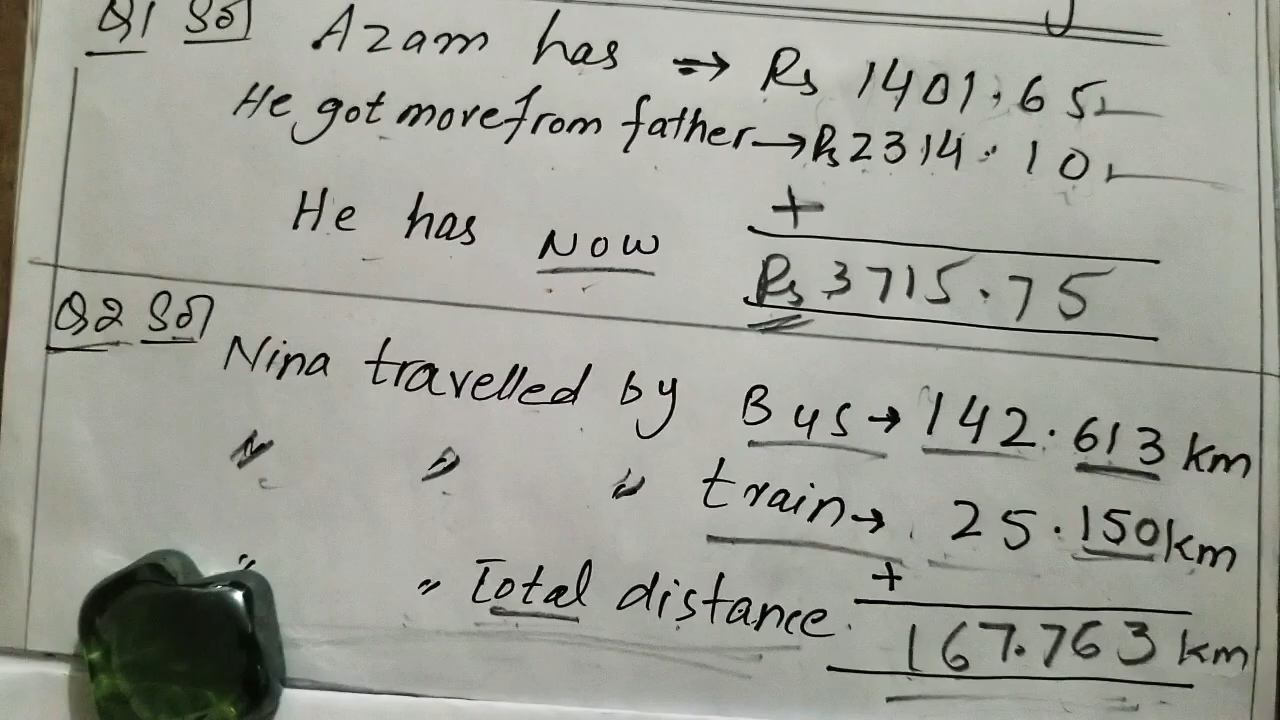 Q1 Sol Azam has → Rs 1401.65
He got more from father → Rs 2314.10
+
He has NOW Rs 3715.75
Q2 Sol
Nina travelled by Bus → 142.613 km
" " " train → 25.150 km
+
" " Total distance 167.763 km